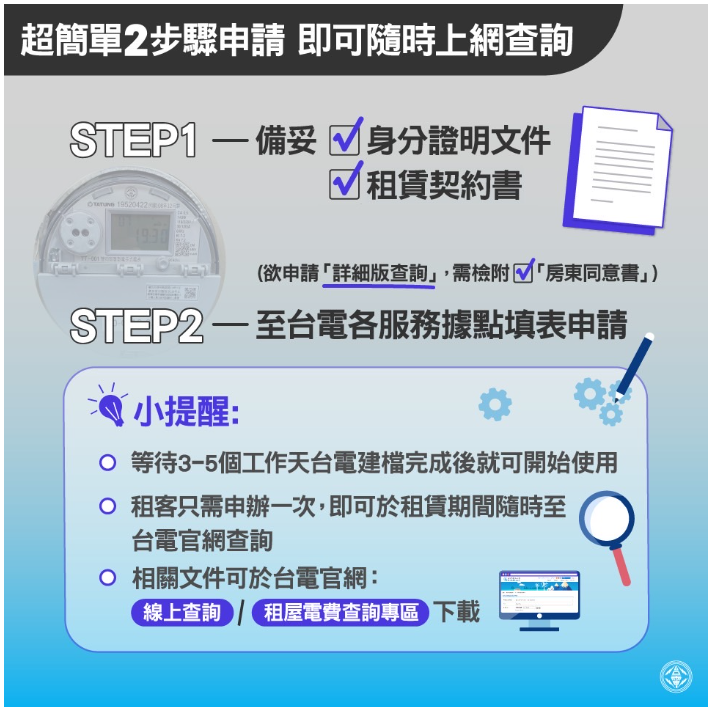 超簡單2步驟申請 即可隨時上網查詢
STEP1 — 備妥 ☑身分證明文件
☑租賃契約書
(欲申請「詳細版查詢」,需檢附☑「房東同意書」)
STEP2 — 至台電各服務據點填表申請
小提醒:
等待3-5個工作天台電建檔完成後就可開始使用
租客只需申辦一次,即可於租賃期間隨時至
台電官網查詢
相關文件可於台電官網:
線上查詢 / 租屋電費查詢專區 下載